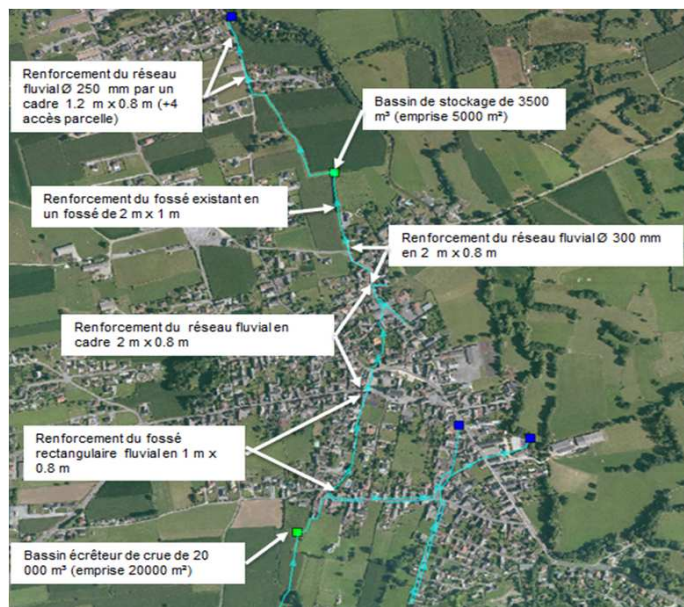 Renforcement du réseau
fluvial Ø 250 mm par un
cadre 1.2 m x 0.8 m (+4
accès parcelle)
Bassin de stockage de 3500
m³ (emprise 5000 m²)
Renforcement du fossé existant en
un fossé de 2 m x 1 m
Renforcement du réseau fluvial Ø 300 mm
en 2 m x 0.8 m
Renforcement du réseau fluvial en
cadre 2 m x 0.8 m
Renforcement du fossé
rectangulaire fluvial en 1 m x
0.8 m
Bassin écrêteur de crue de 20
000 m³ (emprise 20000 m²)